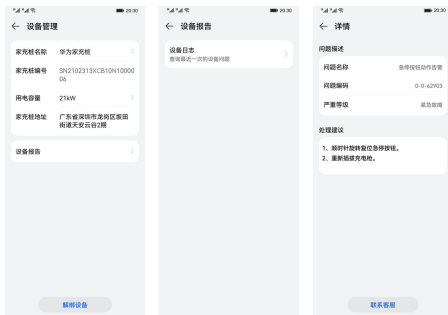 20:30
← 设备管理
家充桩名称 华为家充桩
家充桩编号 SN2102313XCB10N10000
06
用电容量 21kW
家充桩地址 广东省深圳市龙岗区坂田
街道天安云谷2期
设备报告
解绑设备
20:30
← 设备报告
设备日志
查询最近一次的设备问题
20:30
← 详情
问题描述
问题名称 急停按钮动作告警
问题编码 0-0-62903
严重等级 紧急故障
处理建议
1、顺时针旋转复位急停按钮。
2、重新插拔充电枪。
联系客服